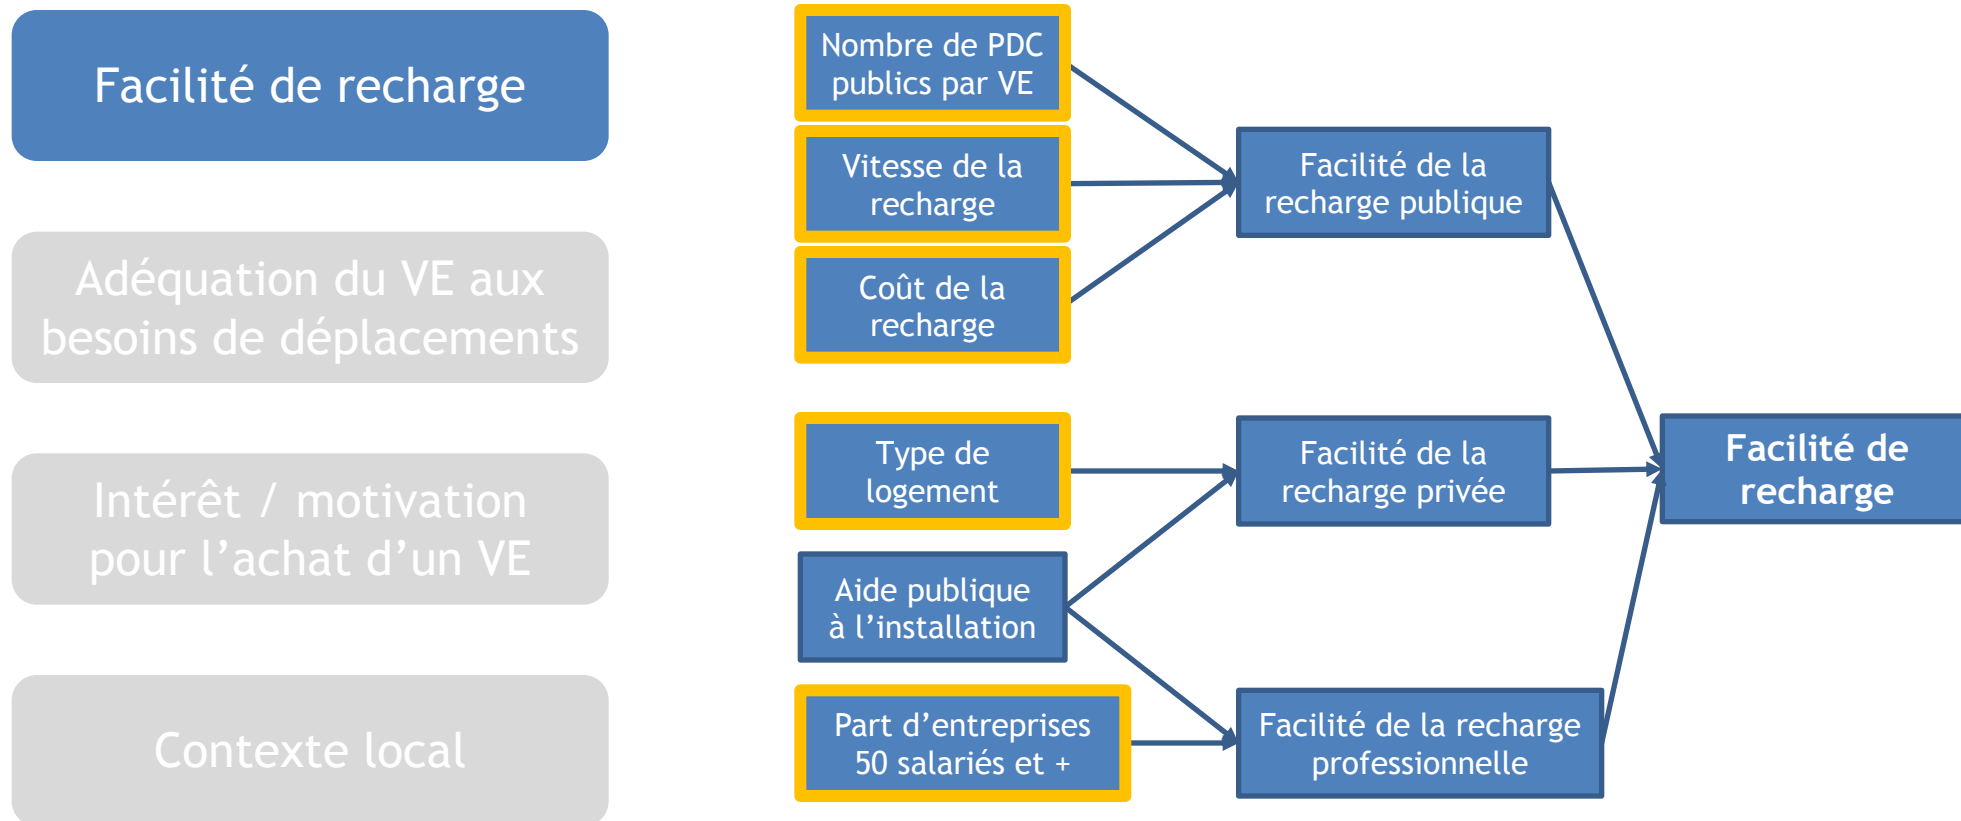 Facilité de recharge
Adéquation du VE aux
besoins de déplacements
Intérêt / motivation
pour l’achat d’un VE
Contexte local
Nombre de PDC
publics par VE
Vitesse de la
recharge
Coût de la
recharge
Type de
logement
Aide publique
à l’installation
Part d’entreprises
50 salariés et +
Facilité de la
recharge publique
Facilité de la
recharge privée
Facilité de la recharge
professionnelle
Facilité de
recharge